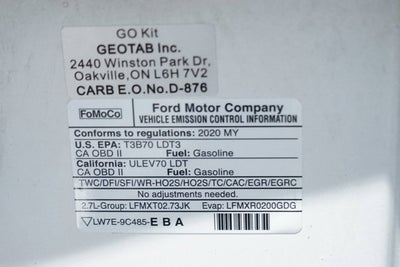 GO Kit
GEOTAB Inc.
2440 Winston Park Dr,
Oakville,ON L6H 7V2
CARB E.O.No.D-876
FoMoCo
Ford Motor Company
VEHICLE EMISSION CONTROL INFORMATION
Conforms to regulations: 2020 MY
U.S. EPA: T3B70 LDT3
CA OBD II Fuel: Gasoline
California: ULEV70 LDT
CA OBD II Fuel: Gasoline
TWC/DFI/SFI/WR-HO2S/HO2S/TC/CAC/EGR/EGRC
No adjustments needed.
2.7L-Group: LFMXT02.73JK Evap: LFMXR0200GDG
LW7E-9C485-E B A